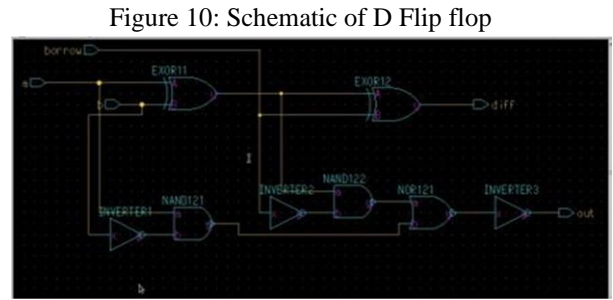 Figure 10: Schematic of D Flip flop
borrow
EXOR11
EXOR12
a
A
A
b
B
B
diff
NAND122
INVERTER2
NOR121
INVERTER3
NAND121
INVERTER1
out